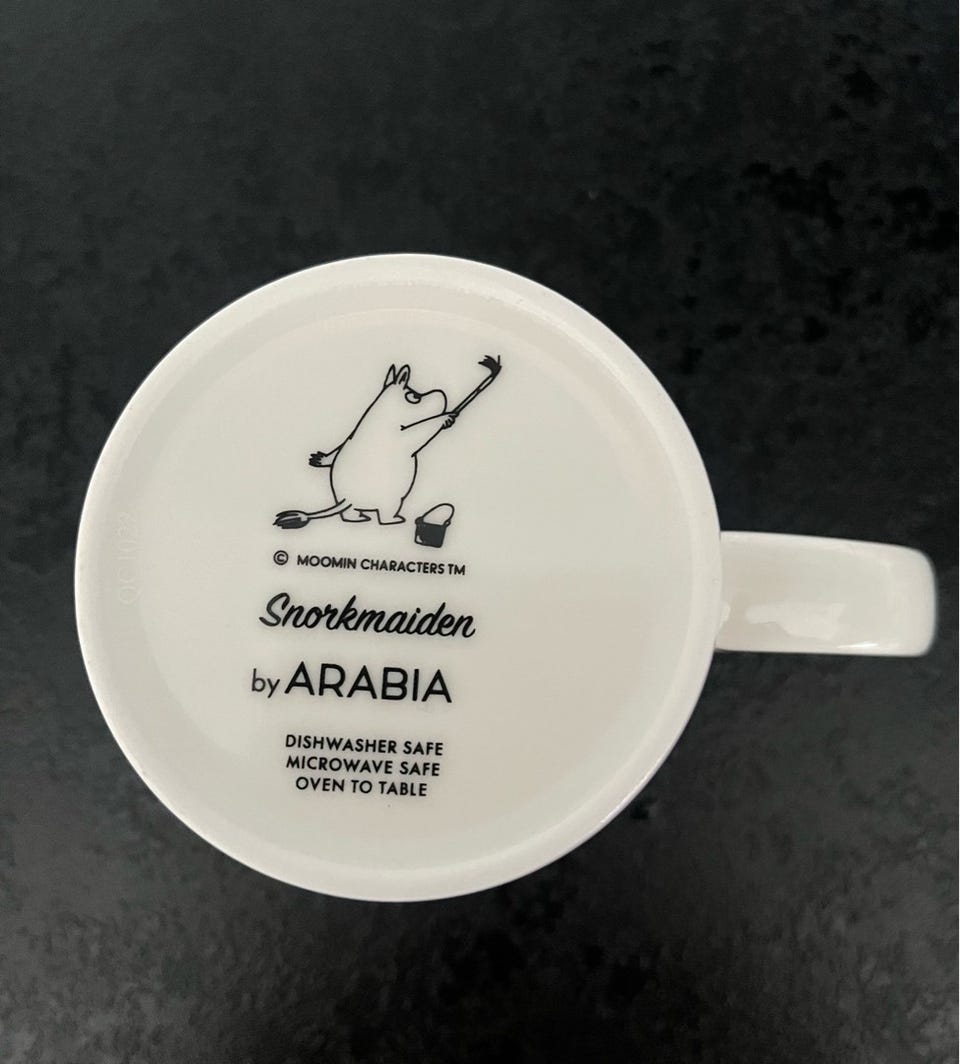 © MOOMIN CHARACTERS TM
Snorkmaiden
by ARABIA
DISHWASHER SAFE
MICROWAVE SAFE
OVEN TO TABLE